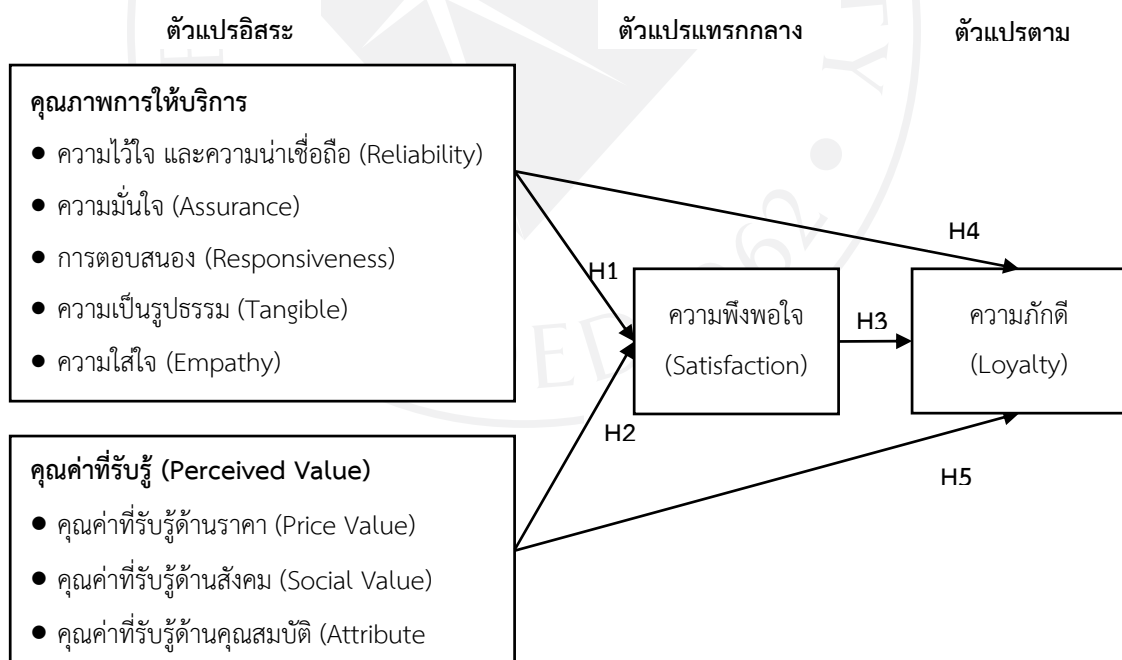 ตัวแปรอิสระ
ตัวแปรแทรกกลาง
ตัวแปรตาม
คุณภาพการให้บริการ
● ความไว้ใจ และความน่าเชื่อถือ (Reliability)
● ความมั่นใจ (Assurance)
● การตอบสนอง (Responsiveness)
● ความเป็นรูปธรรม (Tangible)
● ความใส่ใจ (Empathy)
H4
H1
ความพึงพอใจ
(Satisfaction)
H3
ความภักดี
(Loyalty)
H2
H5
คุณค่าที่รับรู้ (Perceived Value)
● คุณค่าที่รับรู้ด้านราคา (Price Value)
● คุณค่าที่รับรู้ด้านสังคม (Social Value)
● คุณค่าที่รับรู้ด้านคุณสมบัติ (Attribute